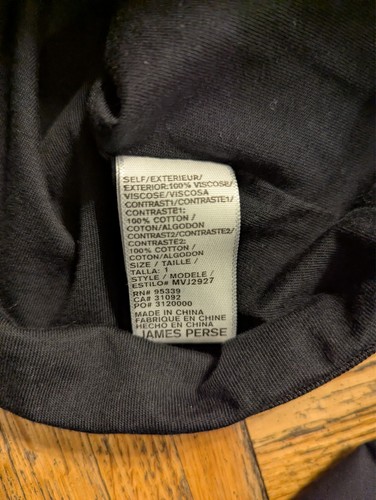 SELF/EXTERIEUR/
EXTERIOR:100% VISCOSE/
VISCOSE/VISCOSA
CONTRAST1/CONTRASTE1/
CONTRASTE1:
100% COTTON /
COTON/ALGODON
CONTRAST2/CONTRASTE2/
CONTRASTE2:
100% COTTON /
COTON/ALGODON
SIZE / TAILLE /
TALLA: 1
STYLE / MODELE /
ESTILO# MVJ2927
RN# 95339
CA# 31092
PO# 3120000
MADE IN CHINA
FABRIQUE EN CHINE
HECHO EN CHINA
JAMES PERSE